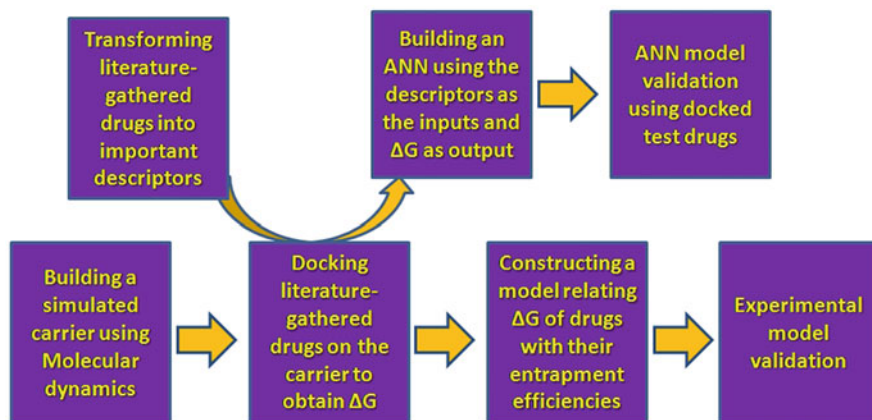 Transforming
literature-
gathered
drugs into
important
descriptors
Building an
ANN using the
descriptors as
the inputs and
ΔG as output
ANN model
validation
using docked
test drugs
Building a
simulated
carrier using
Molecular
dynamics
Docking
literature-
gathered
drugs on the
carrier to
obtain ΔG
Constructing a
model relating
ΔG of drugs
with their
entrapment
efficiencies
Experimental
model
validation